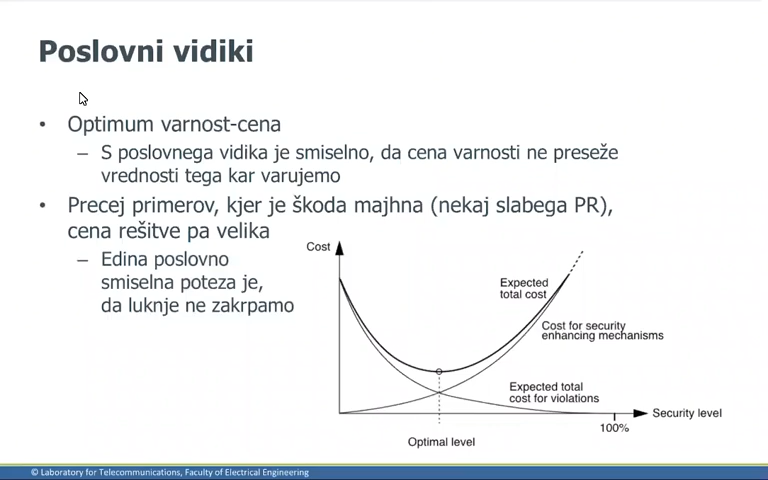 Poslovni vidiki
• Optimum varnost-cena
– S poslovnega vidika je smiselno, da cena varnosti ne preseže
vrednosti tega kar varujemo
• Precej primerov, kjer je škoda majhna (nekaj slabega PR),
cena rešitve pa velika
– Edina poslovno
smiselna poteza je,
da luknje ne zakrpamo
Cost
Expected
total cost
Cost for security
enhancing mechanisms
Expected total
cost for violations
Security level
100%
Optimal level
© Laboratory for Telecommunications, Faculty of Electrical Engineering